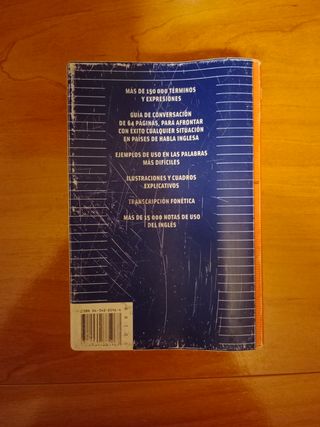 MÁS DE 150 000 TÉRMINOS
Y EXPRESIONES
GUÍA DE CONVERSACIÓN
DE 64 PÁGINAS, PARA AFRONTAR
CON ÉXITO CUALQUIER SITUACIÓN
EN PAÍSES DE HABLA INGLESA
EJEMPLOS DE USO EN LAS PALABRAS
MÁS DIFÍCILES
ILUSTRACIONES Y CUADROS
EXPLICATIVOS
TRANSCRIPCIÓN FONÉTICA
MÁS DE 15 000 NOTAS DE USO
DEL INGLÉS
ISBN